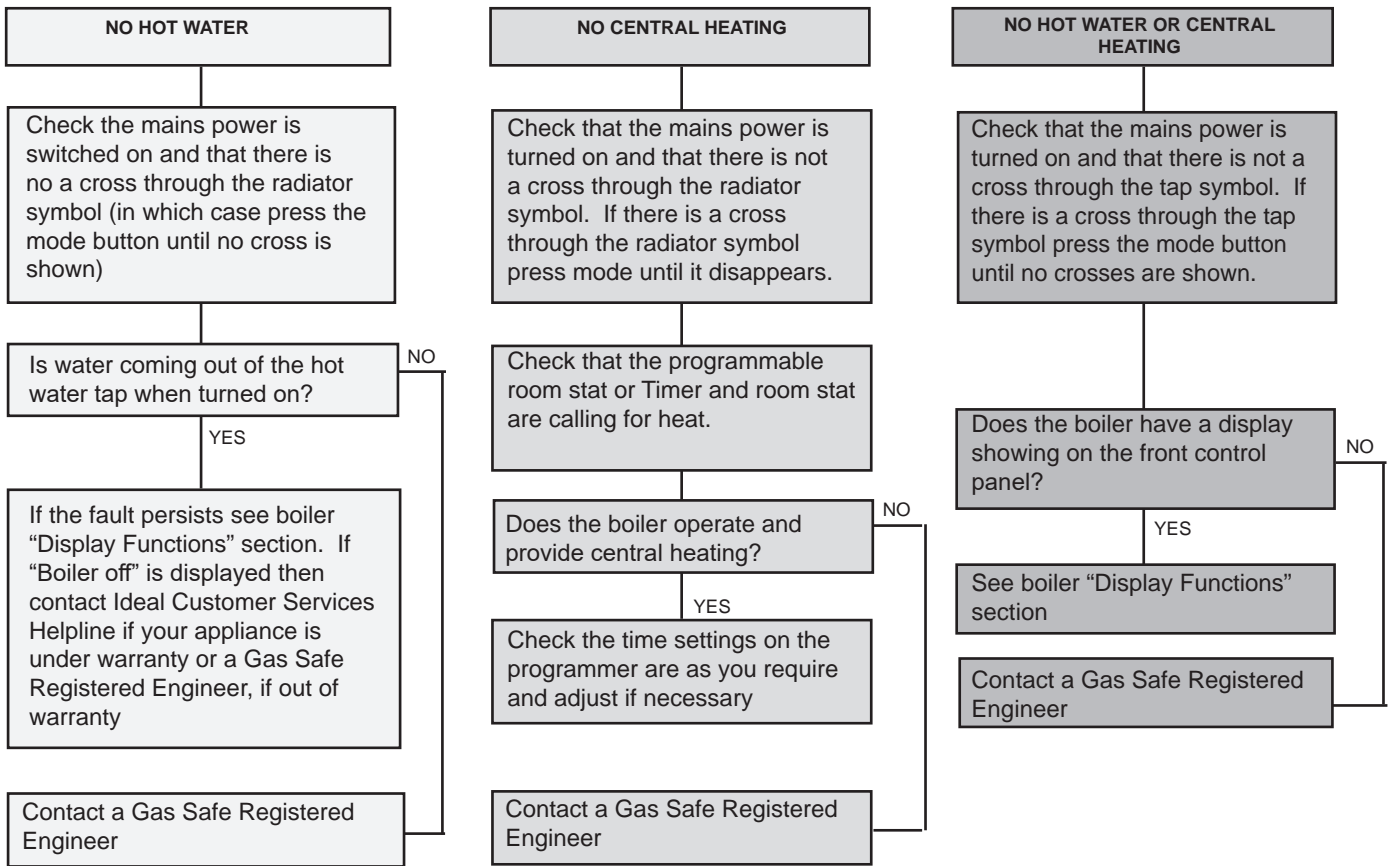 NO HOT WATER
Check the mains power is
switched on and that there is
no a cross through the radiator
symbol (in which case press the
mode button until no cross is
shown)
Is water coming out of the hot
water tap when turned on?
NO
YES
If the fault persists see boiler
“Display Functions” section.  If
“Boiler off” is displayed then
contact Ideal Customer Services
Helpline if your appliance is
under warranty or a Gas Safe
Registered Engineer, if out of
warranty
Contact a Gas Safe Registered
Engineer
NO CENTRAL HEATING
Check that the mains power is
turned on and that there is not
a cross through the radiator
symbol.  If there is a cross
through the radiator symbol
press mode until it disappears.
Check that the programmable
room stat or Timer and room stat
are calling for heat.
Does the boiler operate and
provide central heating?
NO
YES
Check the time settings on the
programmer are as you require
and adjust if necessary
Contact a Gas Safe Registered
Engineer
NO HOT WATER OR CENTRAL
HEATING
Check that the mains power is
turned on and that there is not a
cross through the tap symbol.  If
there is a cross through the tap
symbol press the mode button
until no crosses are shown.
Does the boiler have a display
showing on the front control
panel?
NO
YES
See boiler “Display Functions”
section
Contact a Gas Safe Registered
Engineer